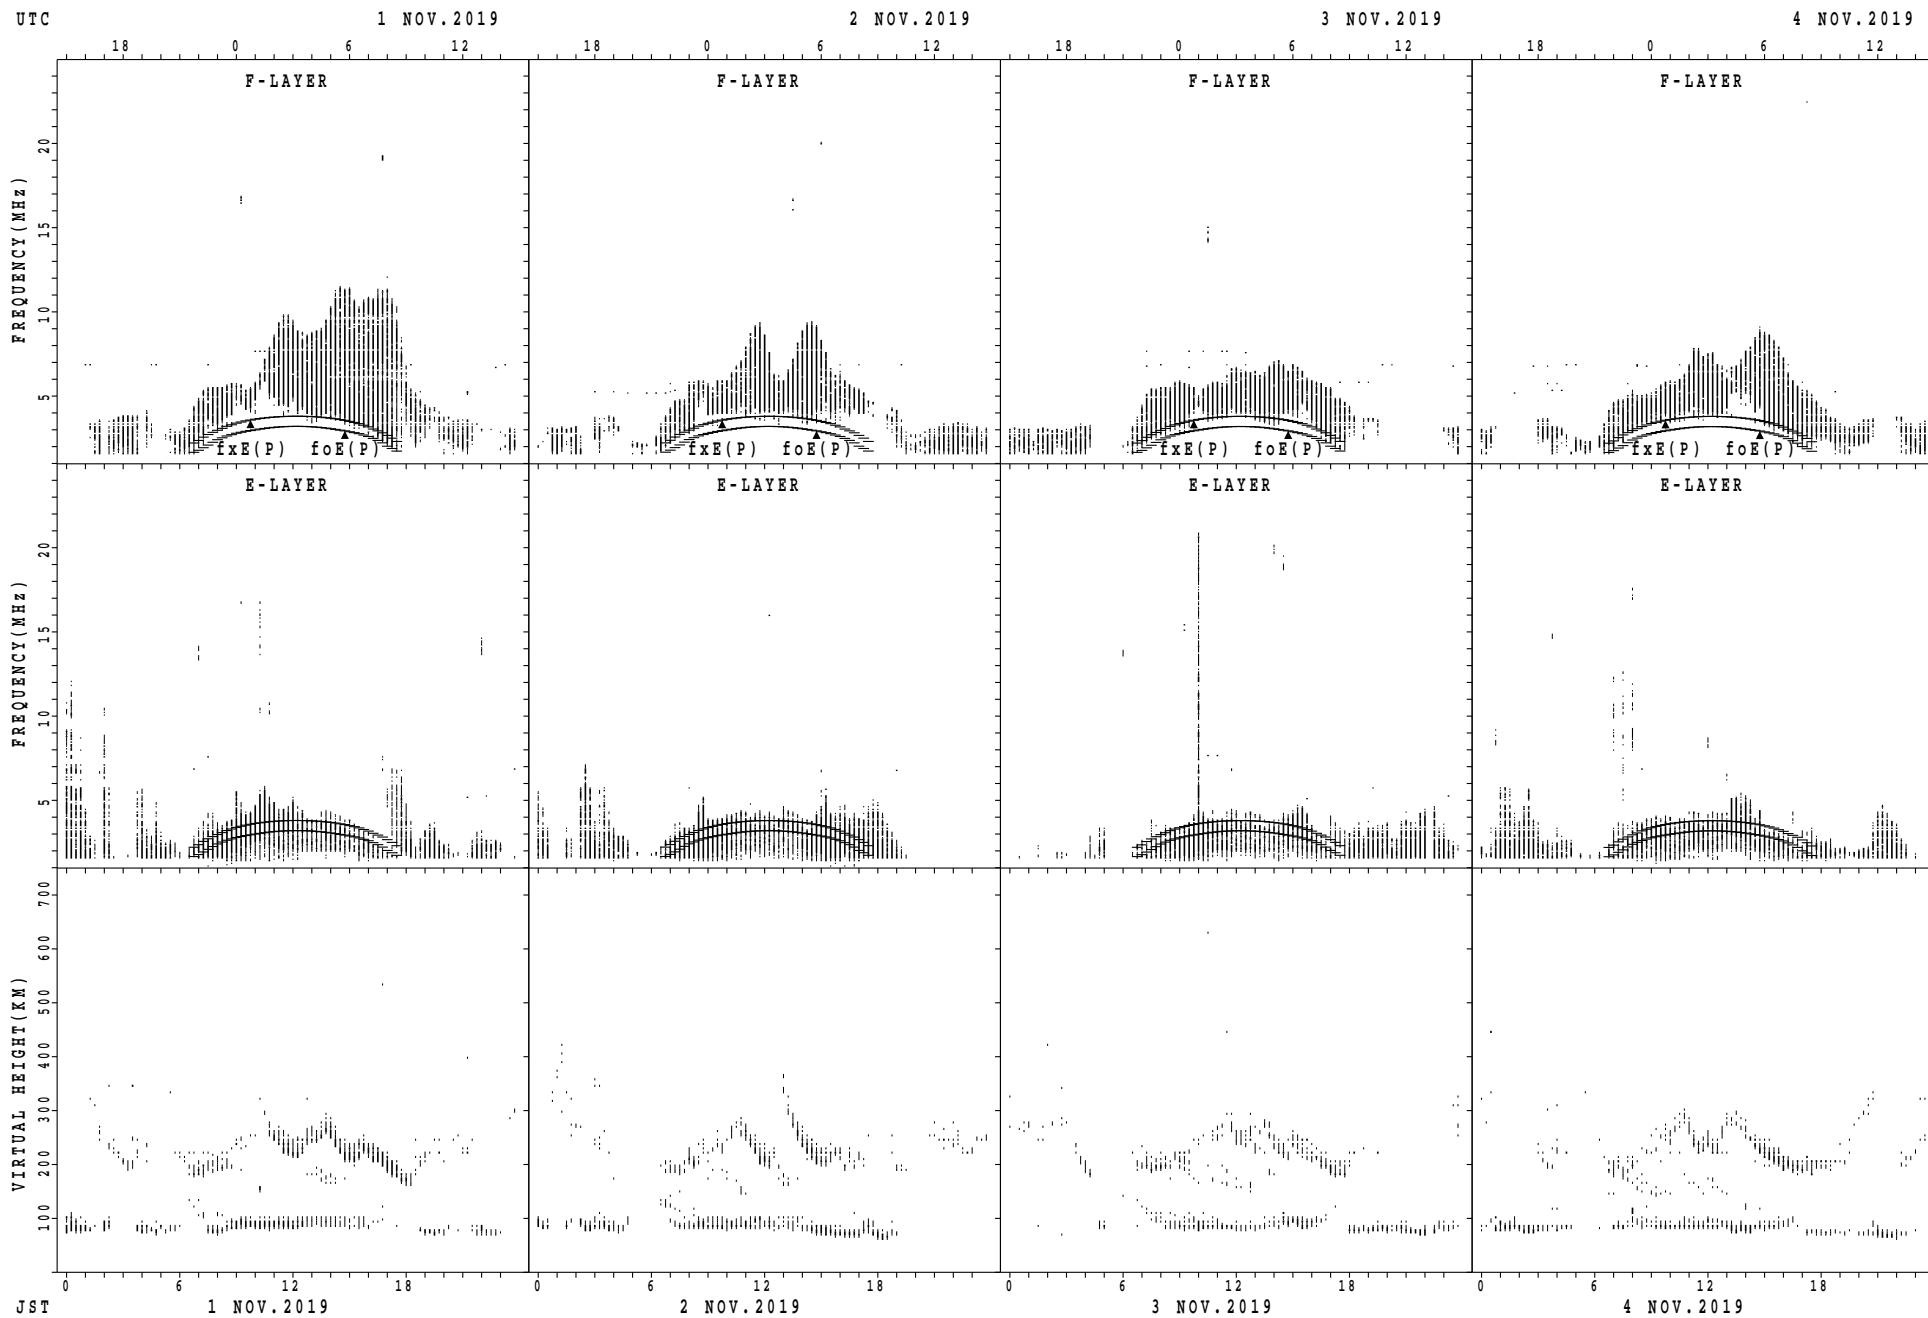 UTC 1 NOV.2019 2 NOV.2019 3 NOV.2019 4 NOV.2019
18 0 6 12 18 0 6 12 18 0 6 12 18 0 6 12
F-LAYER F-LAYER F-LAYER F-LAYER
FREQUENCY(MHz)
20
15
10
5
fxE(P) foE(P) fxE(P) foE(P) fxE(P) foE(P) fxE(P) foE(P)
E-LAYER E-LAYER E-LAYER E-LAYER
FREQUENCY(MHz)
20
15
10
5
VIRTUAL HEIGHT(KM)
700
600
500
400
300
200
100
0 6 12 18 0 6 12 18 0 6 12 18 0 6 12 18
JST 1 NOV.2019 2 NOV.2019 3 NOV.2019 4 NOV.2019